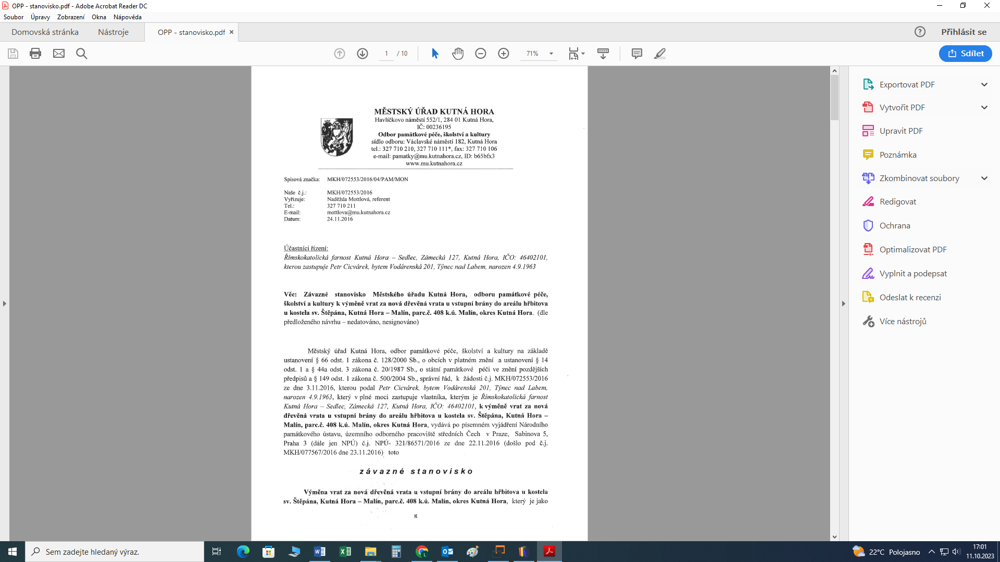 OPP - stanovisko.pdf - Adobe Acrobat Reader DC
Soubor Úpravy Zobrazení Okna Nápověda
Domovská stránka Nástroje OPP - stanovisko.pdf × Přihlásit se
1 / 10 71% Sdílet
MĚSTSKÝ ÚŘAD KUTNÁ HORA
Havlíčkovo náměstí 552/1, 284 01 Kutná Hora,
IČ: 00236195
Odbor památkové péče, školství a kultury
sídlo odboru: Václavské náměstí 182, Kutná Hora
tel.: 327 710 210, 327 710 111*, fax: 327 710 106
e-mail: pamatky@mu.kutnahora.cz, ID: b65bfx3
www.mu.kutnahora.cz
Spisová značka: MKH/072553/2016/04/PAM/MON
Naše č.j.: MKH/072553/2016
Vyřizuje: Naděžda Mottlová, referent
Tel.: 327 710 211
E-mail: mottlova@mu.kutnahora.cz
Datum: 24.11.2016
Účastníci řízení:
Římskokatolická farnost Kutná Hora – Sedlec, Zámecká 127, Kutná Hora, IČO: 46402101,
kterou zastupuje Petr Cicvárek, bytem Vodárenská 201, Týnec nad Labem, narozen 4.9.1963
Věc: Závazné stanovisko Městského úřadu Kutná Hora, odboru památkové péče,
školství a kultury k výměně vrat za nová dřevěná vrata u vstupní brány do areálu hřbitova
u kostela sv. Štěpána, Kutná Hora – Malín, parc.č. 408 k.ú. Malín, okres Kutná Hora. (dle
předloženého návrhu – nedatováno, nesignováno)
Městský úřad Kutná Hora, odbor památkové péče, školství a kultury na základě
ustanovení § 66 odst. 1 zákona č. 128/2000 Sb., o obcích v platném znění a ustanovení § 14
odst. 1 a § 44a odst. 3 zákona č. 20/1987 Sb., o státní památkové péči ve znění pozdějších
předpisů a § 149 odst. 1 zákona č. 500/2004 Sb., správní řád, k žádosti č.j. MKH/072553/2016
ze dne 3.11.2016, kterou podal Petr Cicvárek, bytem Vodárenská 201, Týnec nad Labem,
narozen 4.9.1963, který v plné moci zastupuje vlastníka, kterým je Římskokatolická farnost
Kutná Hora – Sedlec, Zámecká 127, Kutná Hora, IČO: 46402101, k výměně vrat za nová
dřevěná vrata u vstupní brány do areálu hřbitova u kostela sv. Štěpána, Kutná Hora –
Malín, parc.č. 408 k.ú. Malín, okres Kutná Hora, vydává po písemném vyjádření Národního
památkového ústavu, územního odborného pracoviště středních Čech v Praze, Sabinova 5,
Praha 3 (dále jen NPÚ) č.j. NPÚ- 321/86571/2016 ze dne 22.11.2016 (došlo pod č.j.
MKH/077567/2016 dne 23.11.2016) toto
závazné stanovisko
Výměna vrat za nová dřevěná vrata u vstupní brány do areálu hřbitova u kostela
sv. Štěpána, Kutná Hora – Malín, parc.č. 408 k.ú. Malín, okres Kutná Hora, který je jako
Exportovat PDF
Vytvořit PDF
Upravit PDF
Poznámka
Zkombinovat soubory
Redigovat
Ochrana
Optimalizovat PDF
Vyplnit a podepsat
Odeslat k recenzi
Více nástrojů
Sem zadejte hledaný výraz.
22°C Polojasno
17:01
11.10.2023